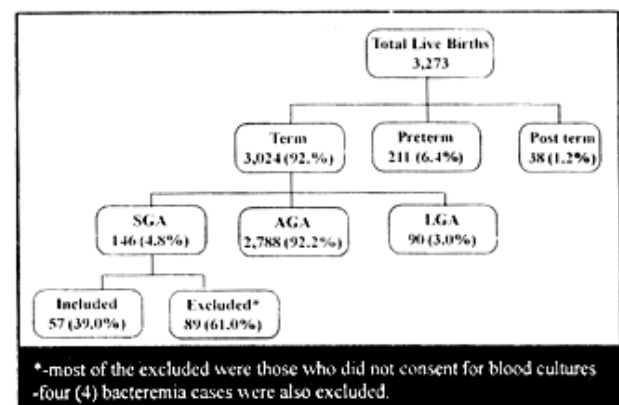 Total Live Births
3,273
Term
3,024 (92.%)
Preterm
211 (6.4%)
Post term
38 (1.2%)
SGA
146 (4.8%)
AGA
2,788 (92.2%)
LGA
90 (3.0%)
Included
57 (39.0%)
Excluded*
89 (61.0%)
*-most of the excluded were those who did not consent for blood cultures
-four (4) bacteremia cases were also excluded.